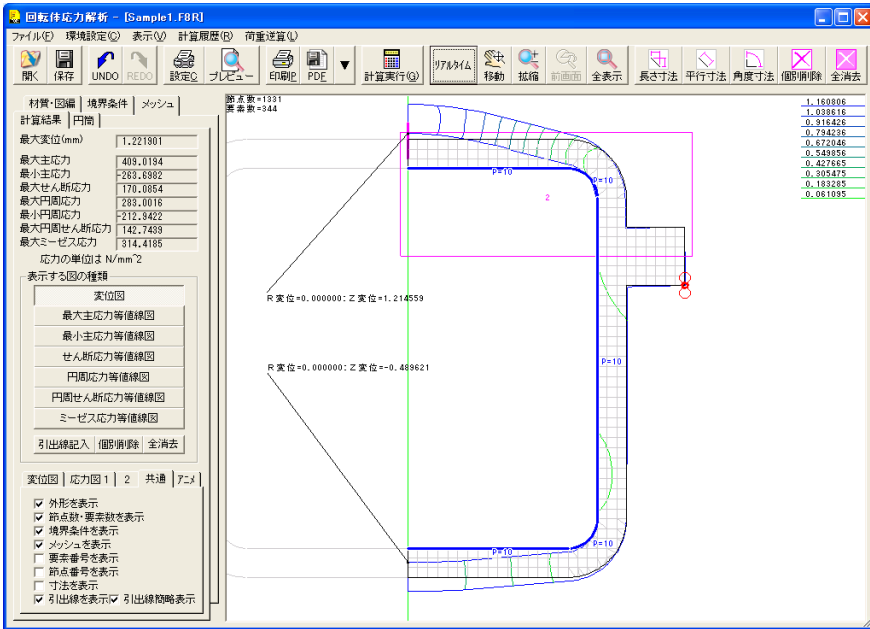 回転体応力解析 - [Sample1.F8R]
ファイル(F) 環境設定(C) 表示(V) 計算履歴(R) 荷重逆算(L)
開く 保存 UNDO REDO 設定C プレビュー 印刷P PDF 計算実行(G) リアルタイム 移動 拡縮 前画面 全表示 長さ寸法 平行寸法 角度寸法 個別削除 全消去
材質・図編 境界条件 メッシュ
計算結果 円筒
最大変位(mm) 1.221901
最大主応力 409.0194
最小主応力 -263.6982
最大せん断応力 170.0854
最大円周応力 283.0016
最小円周応力 -212.9422
最大円周せん断応力 142.7439
最大ミーゼス応力 314.4185
応力の単位は N/mm^2
表示する図の種類
変位図
最大主応力等値線図
最小主応力等値線図
せん断応力等値線図
円周応力等値線図
円周せん断応力等値線図
ミーゼス応力等値線図
引出線記入 個別削除 全消去
変位図 応力図1 2 共通 アニメ
外形を表示
節点数・要素数を表示
境界条件を表示
メッシュを表示
要素番号を表示
節点番号を表示
寸法を表示
引出線を表示 引出線簡略表示
節点数=1331
要素数=344
1.160806
1.038616
0.916426
0.794236
0.672046
0.549856
0.427665
0.305475
0.183285
0.061095
P=10
P=10
2
R変位=0.000000:Z変位=1.214559
P=10
R変位=0.000000:Z変位=-0.489621
P=10
P=10